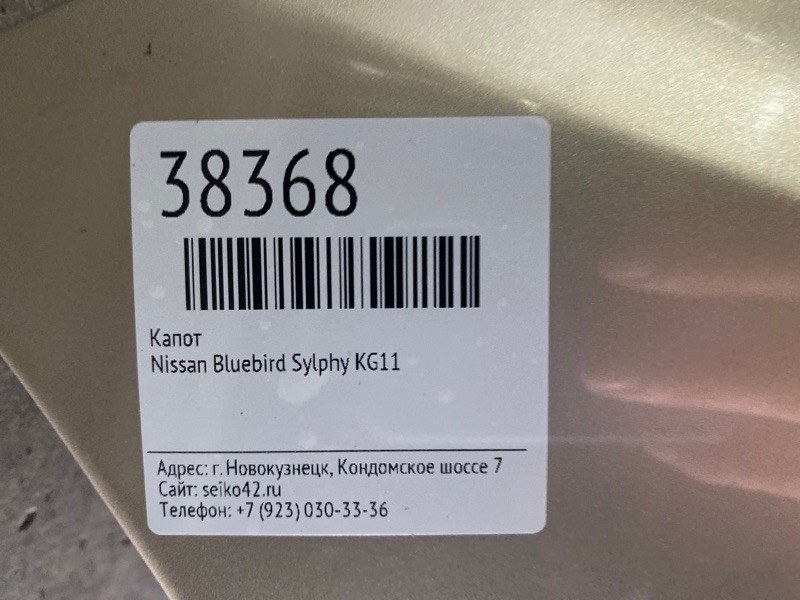 38368
Капот
Nissan Bluebird Sylphy KG11
Адрес: г. Новокузнецк, Кондомское шоссе 7
Сайт: seiko42.ru
Телефон: +7 (923) 030-33-36